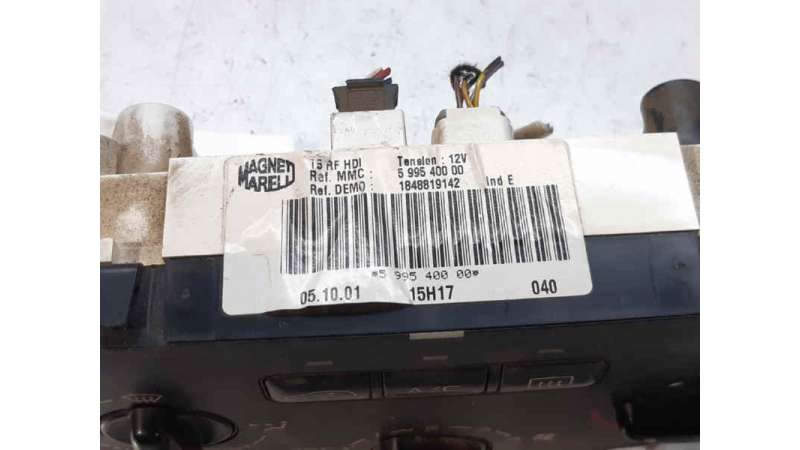 MAGNETI MARELLI
T5 RF HDI Tension : 12V
Ref. MMC : 5 995 400 00
Ref. DEMO : 1848819142 Ind E
*5 995 400 00*
05.10.01 15H17 040
A/C